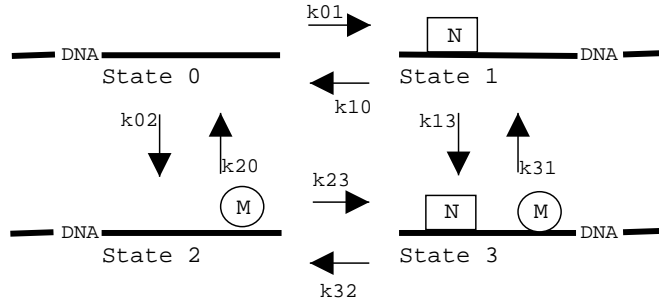 k01
N
DNA
DNA
State 0
State 1
k10
k02
k13
k20
k23
k31
M
N
M
DNA
DNA
State 2
State 3
k32